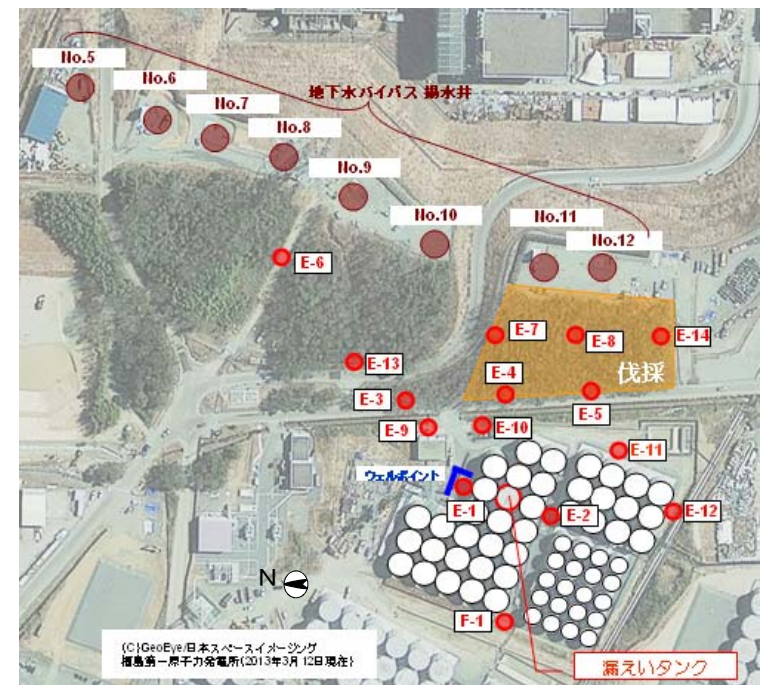 No.5
No.6
No.7
地下水バイパス 揚水井
No.8
No.9
No.10
No.11
No.12
E-6
E-7
E-8
E-14
E-13
伐採
E-4
E-3
E-5
E-9
E-10
E-11
ウェルポイント
E-1
E-2
E-12
N
F-1
(C)GeoEye/日本スペースイメージング
福島第一原子力発電所(2013年3月12日現在)
漏えいタンク